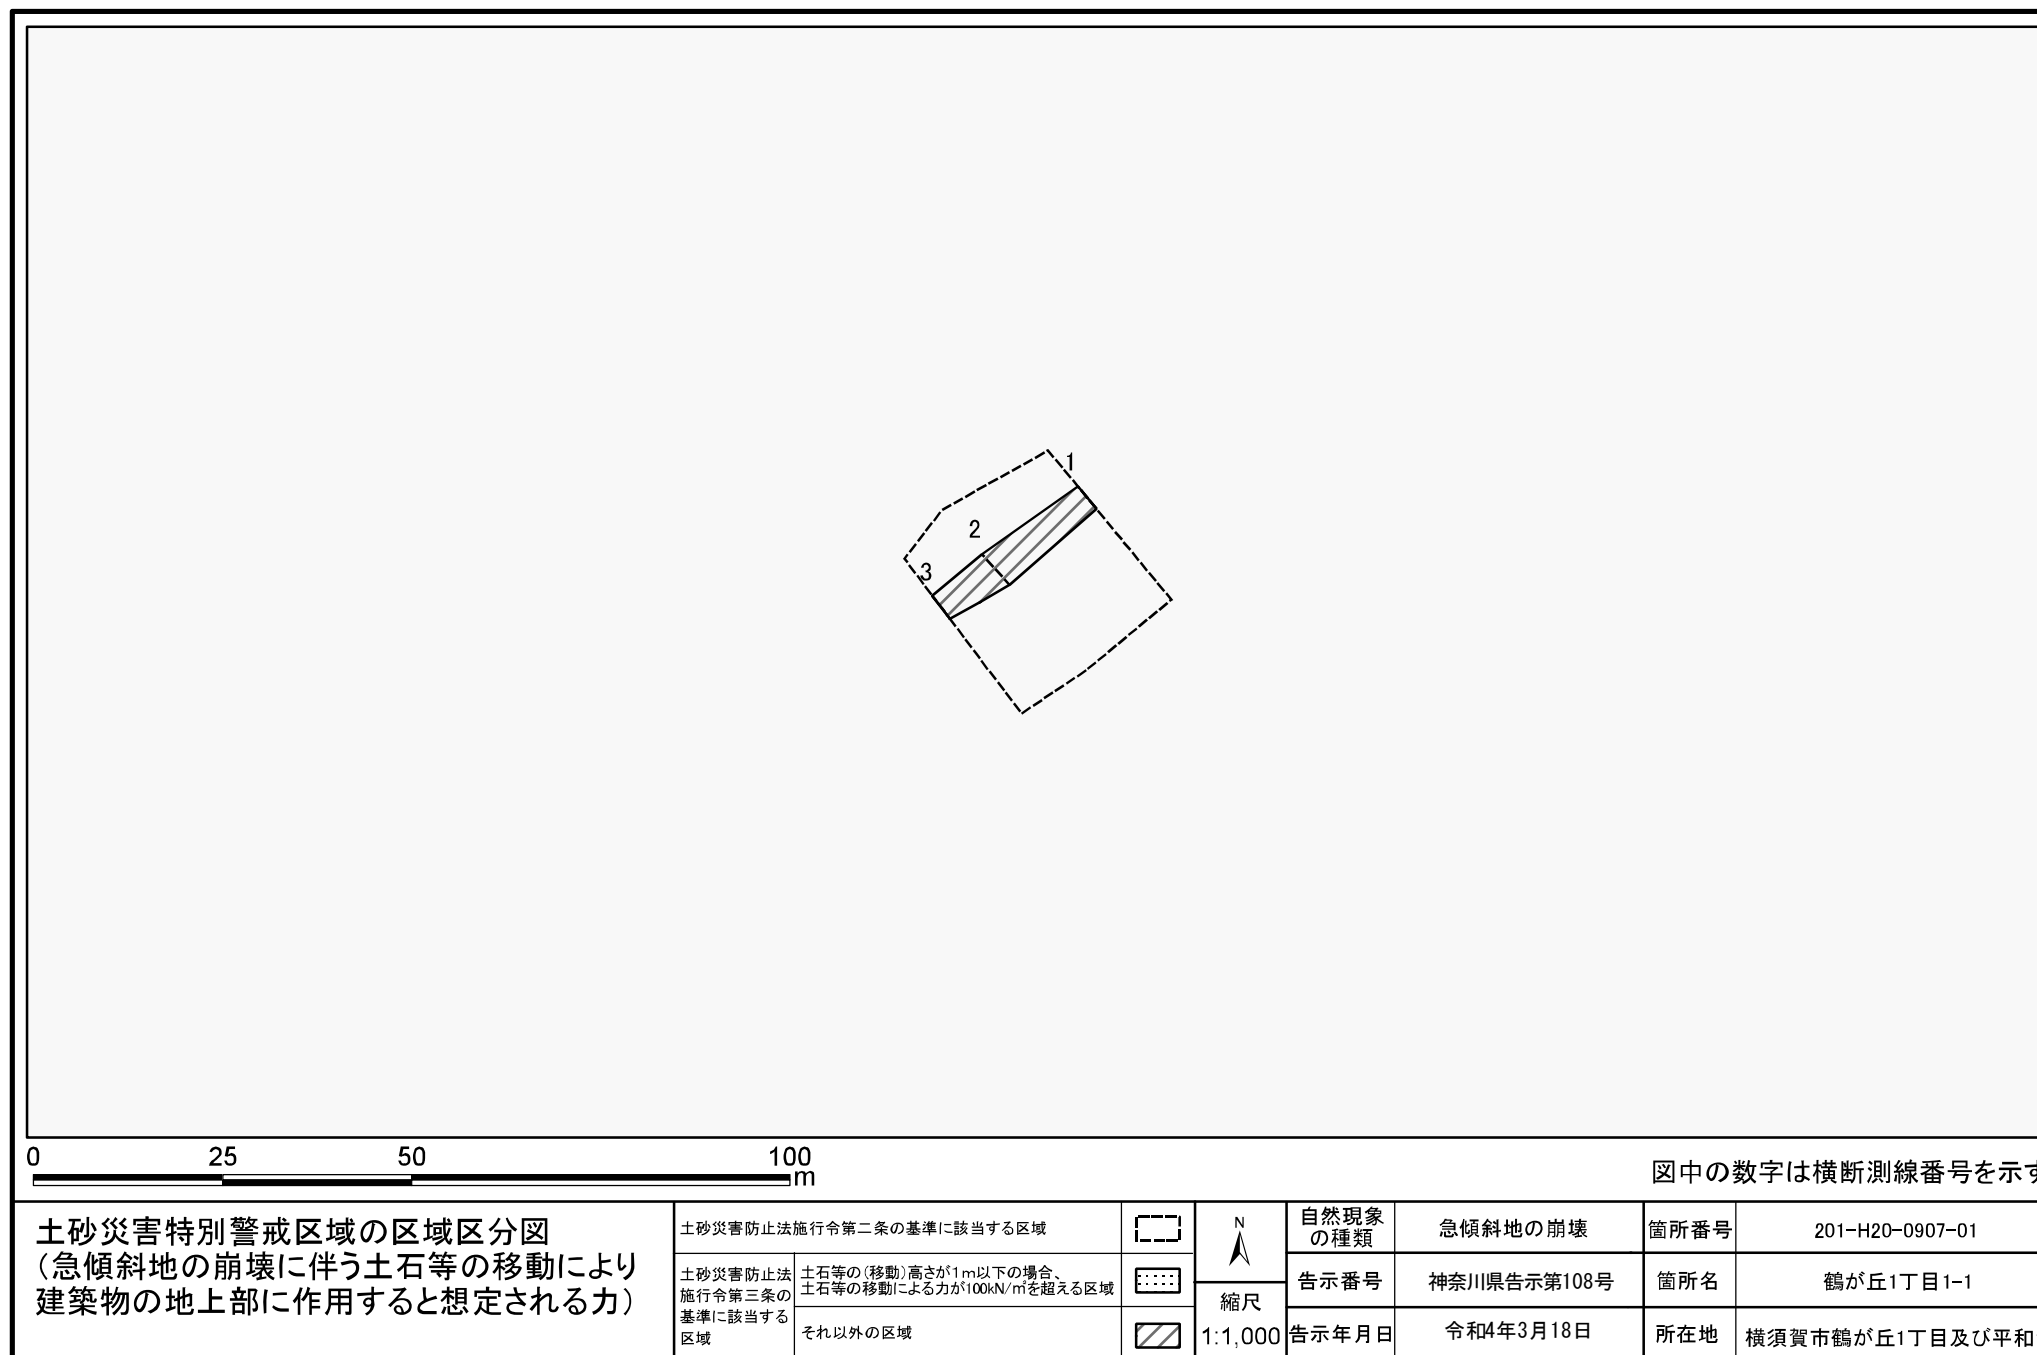 1
2
3
0 25 50 100
m
図中の数字は横断測線番号を示
土砂災害特別警戒区域の区域区分図
（急傾斜地の崩壊に伴う土石等の移動により
建築物の地上部に作用すると想定される力）
土砂災害防止法施行令第二条の基準に該当する区域
土砂災害防止法
施行令第三条の
基準に該当する
区域
土石等の（移動）高さが1ｍ以下の場合、
土石等の移動による力が100kN/㎡を超える区域
それ以外の区域
N
縮尺
1:1,000
自然現象
の種類
急傾斜地の崩壊
箇所番号
201-H20-0907-01
告示番号
神奈川県告示第108号
箇所名
鶴が丘1丁目1-1
告示年月日
令和4年3月18日
所在地
横須賀市鶴が丘1丁目及び平和